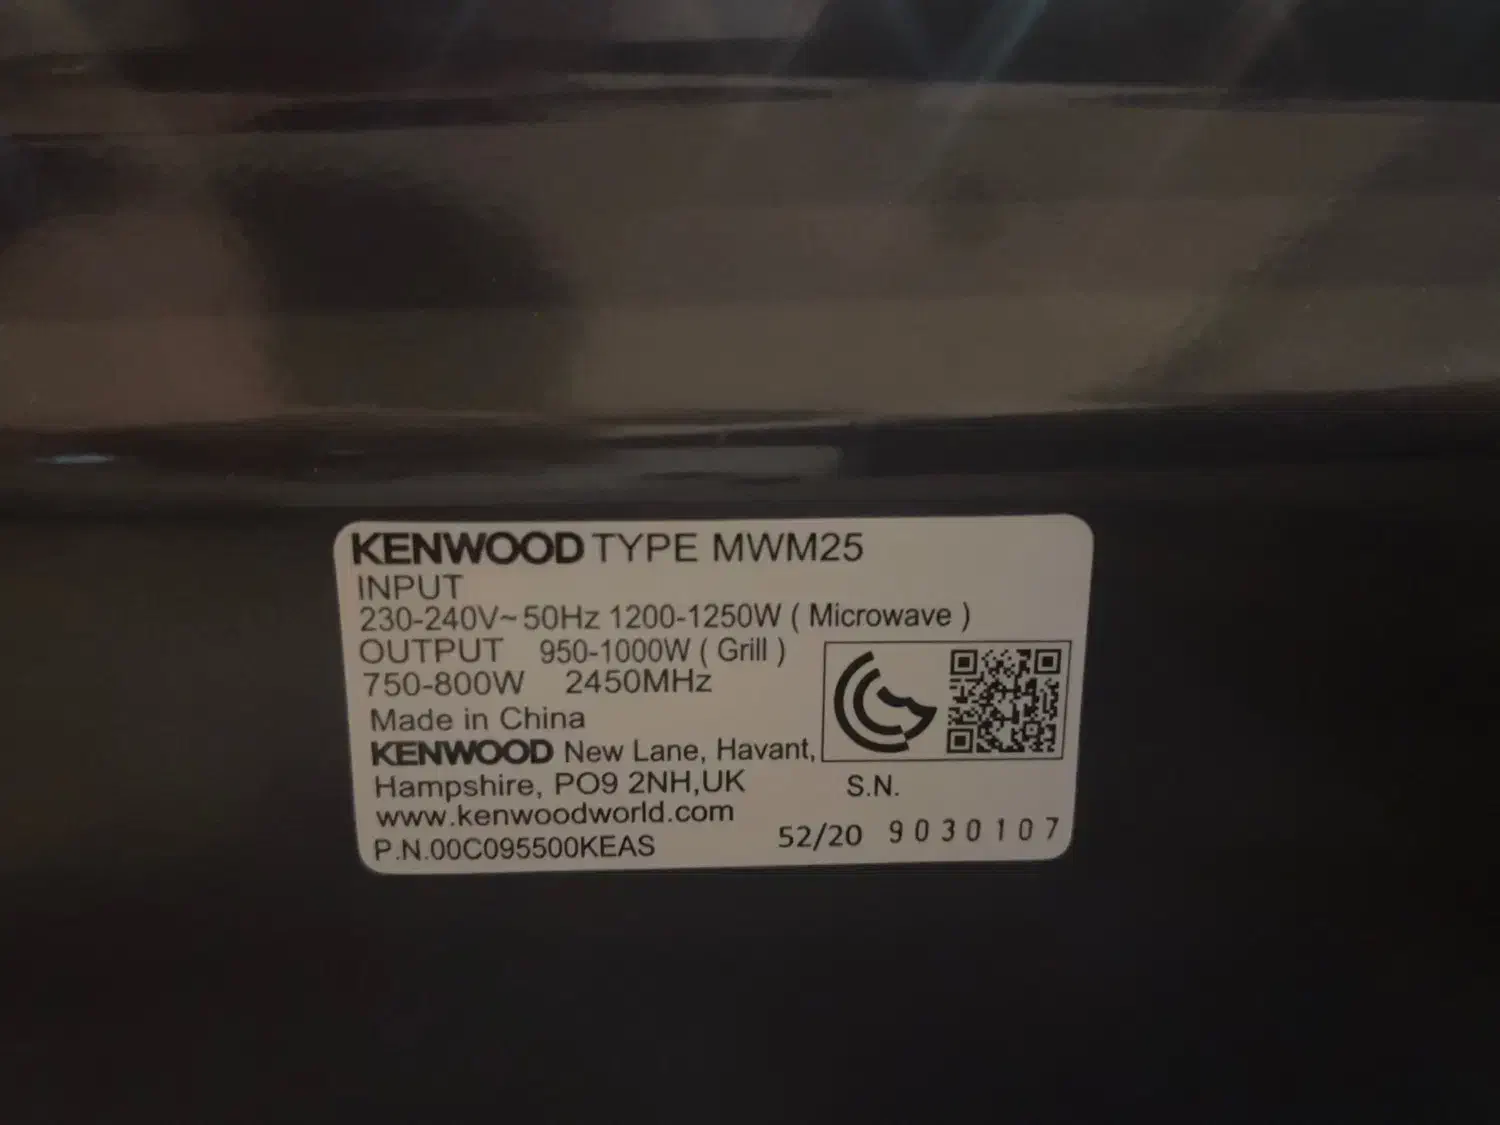 KENWOOD TYPE MWM25
INPUT
230-240V~50Hz 1200-1250W ( Microwave )
OUTPUT 950-1000W ( Grill )
750-800W 2450MHz
Made in China
KENWOOD New Lane, Havant,
Hampshire, PO9 2NH,UK
www.kenwoodworld.com
P.N.00C095500KEAS
S.N.
52/20 9030107